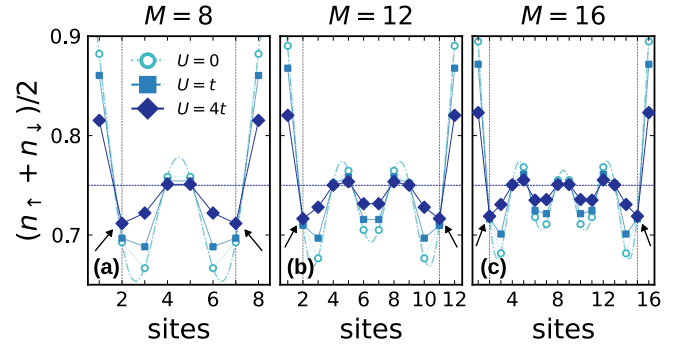 M = 8
M = 12
M = 16
(n↑ + n↓)/2
0.9
0.8
0.7
U = 0
U = t
U = 4t
(a)
(b)
(c)
2 4 6 8
2 4 6 8 10 12
4 8 12 16
sites
sites
sites